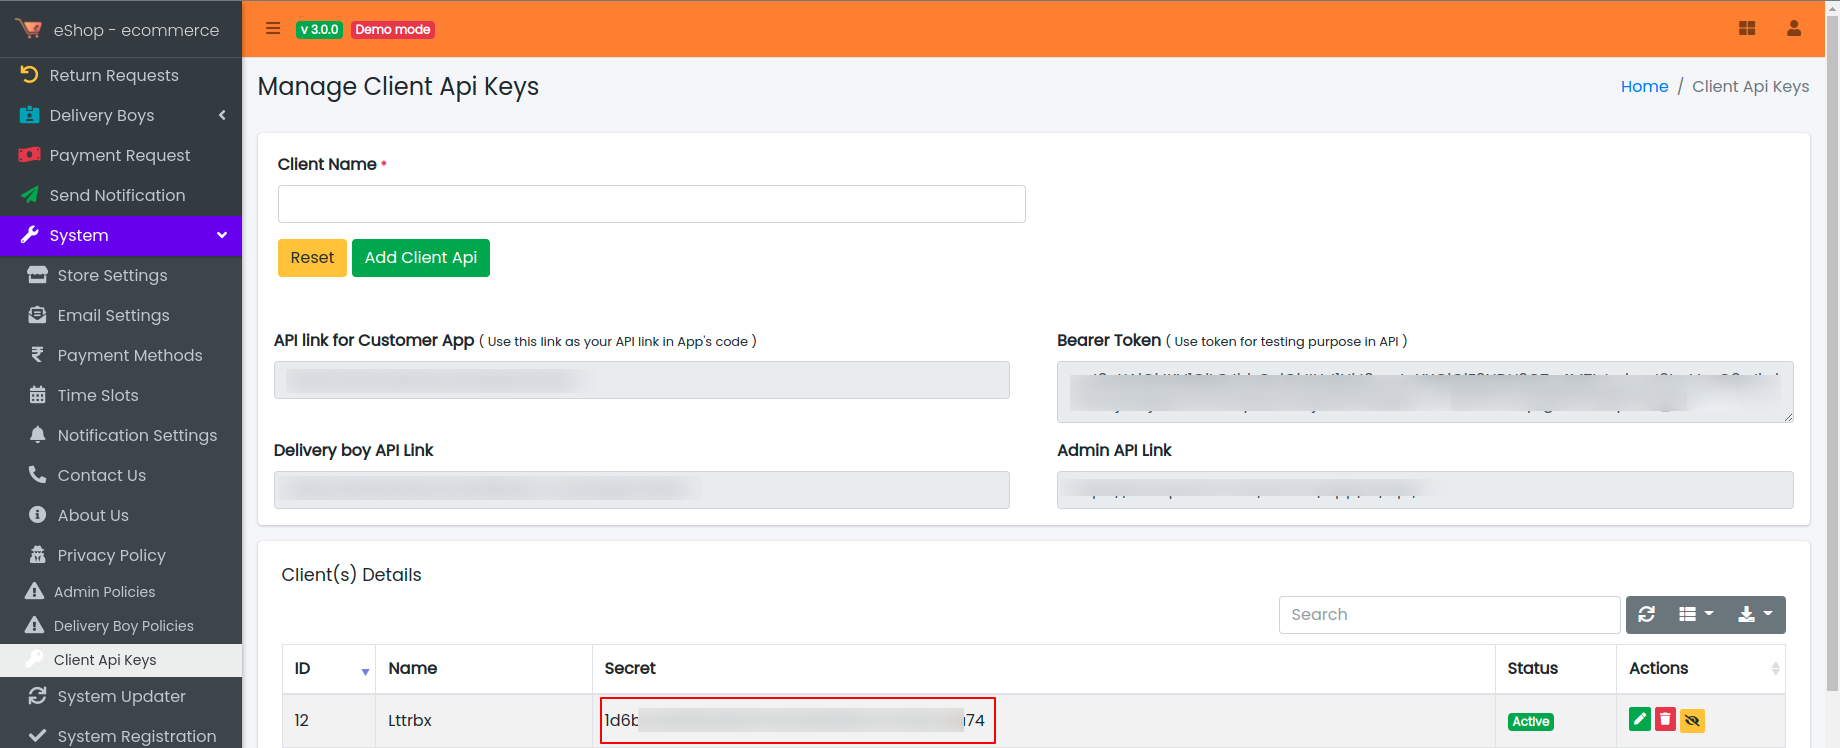 eShop - ecommerce
v 3.0.0 Demo mode
Return Requests
Delivery Boys
Payment Request
Send Notification
System
Store Settings
Email Settings
Payment Methods
Time Slots
Notification Settings
Contact Us
About Us
Privacy Policy
Admin Policies
Delivery Boy Policies
Client Api Keys
System Updater
System Registration
Manage Client Api Keys
Home / Client Api Keys
Client Name *
Reset Add Client Api
API link for Customer App ( Use this link as your API link in App's code )
Bearer Token ( Use token for testing purpose in API )
Delivery boy API Link
Admin API Link
Client(s) Details
Search
ID Name Secret Status Actions
12 Lttrbx 1d6b 74 Active